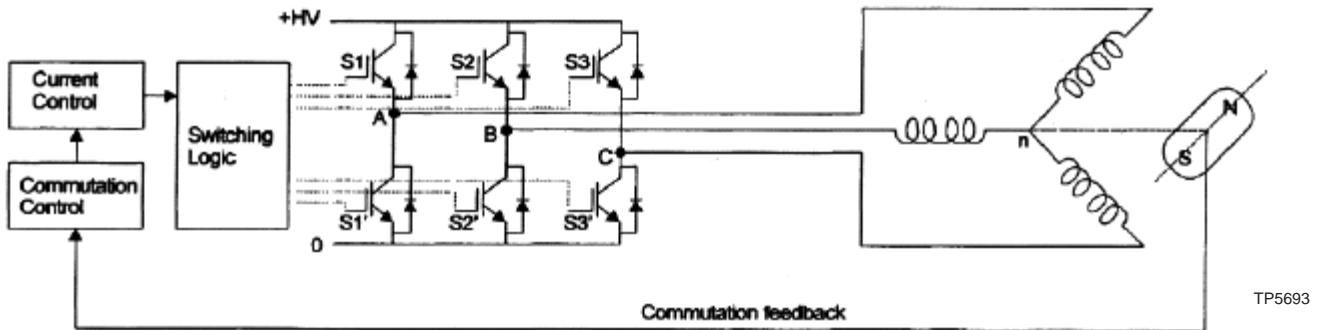 +HV
S1
S2
S3
Current
Control
Switching
Logic
A
B
C
n
N
S
Commutation
Control
S1'
S2'
S3'
0
Commutation feedback
TP5693